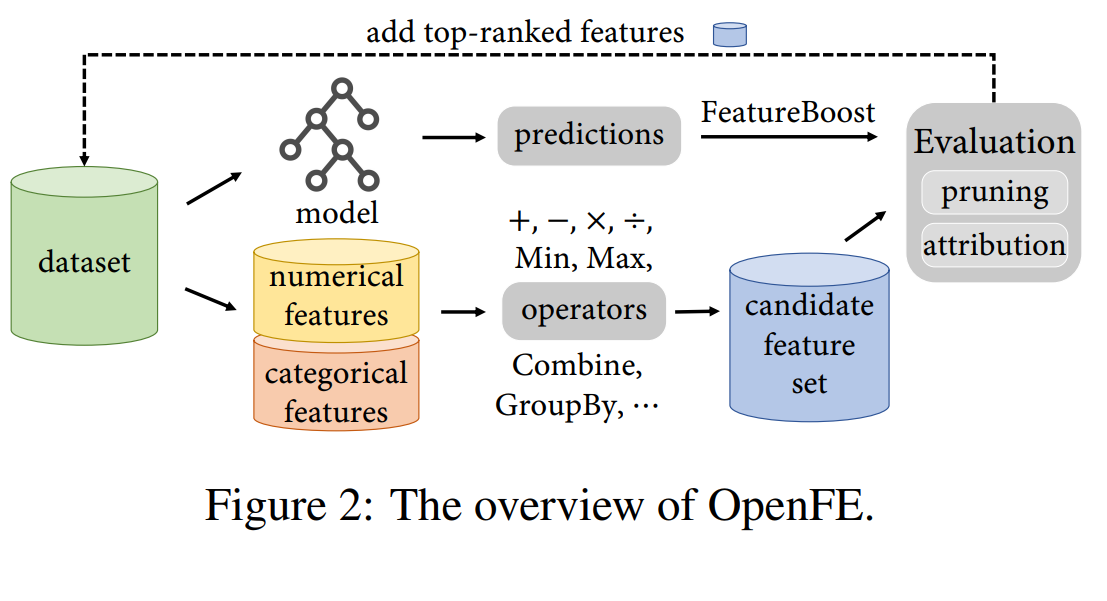 add top-ranked features
predictions
FeatureBoost
Evaluation
pruning
attribution
model
dataset
numerical
features
categorical
features
+, −, ×, ÷,
Min, Max,
operators
Combine,
GroupBy, ⋯
candidate
feature
set
Figure 2: The overview of OpenFE.